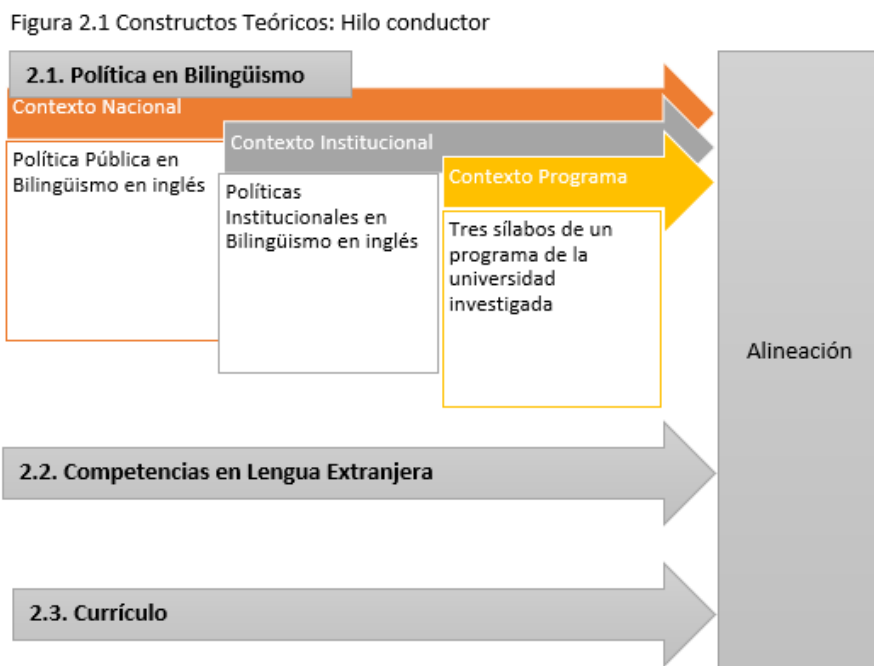 Figura 2.1 Constructos Teóricos: Hilo conductor
2.1. Política en Bilingüismo
Contexto Nacional
Política Pública en
Bilingüismo en inglés
Contexto Institucional
Políticas
Institucionales en
Bilingüismo en inglés
Contexto Programa
Tres sílabos de un
programa de la
universidad
investigada
Alineación
2.2. Competencias en Lengua Extranjera
2.3. Currículo